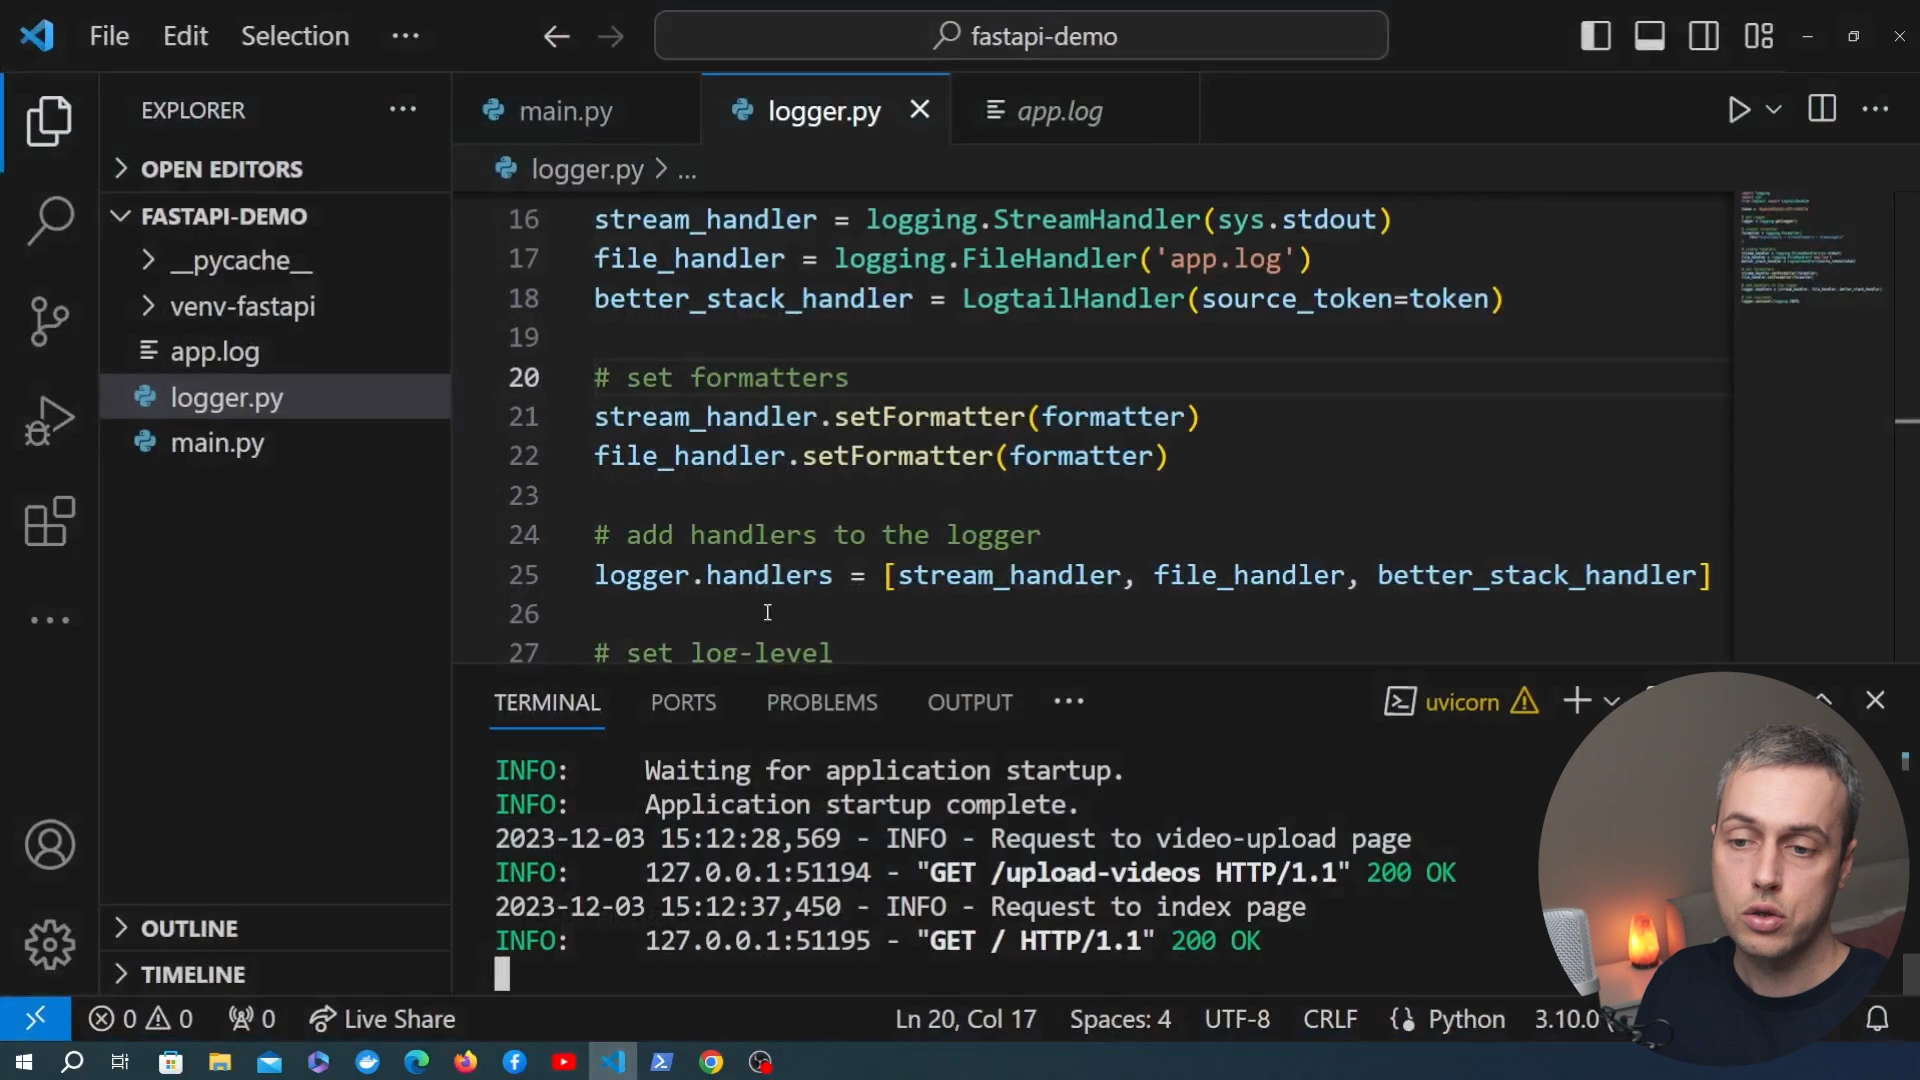 File Edit Selection ···
fastapi-demo
EXPLORER ···
OPEN EDITORS
FASTAPI-DEMO
__pycache__
venv-fastapi
app.log
logger.py
main.py
OUTLINE
TIMELINE
main.py logger.py app.log
logger.py > ...
16 stream_handler = logging.StreamHandler(sys.stdout)
17 file_handler = logging.FileHandler('app.log')
18 better_stack_handler = LogtailHandler(source_token=token)
19
20 # set formatters
21 stream_handler.setFormatter(formatter)
22 file_handler.setFormatter(formatter)
23
24 # add handlers to the logger
25 logger.handlers = [stream_handler, file_handler, better_stack_handler]
26
27 # set log-level
TERMINAL PORTS PROBLEMS OUTPUT ···
uvicorn
INFO: Waiting for application startup.
INFO: Application startup complete.
2023-12-03 15:12:28,569 - INFO - Request to video-upload page
INFO: 127.0.0.1:51194 - "GET /upload-videos HTTP/1.1" 200 OK
2023-12-03 15:12:37,450 - INFO - Request to index page
INFO: 127.0.0.1:51195 - "GET / HTTP/1.1" 200 OK
0 0 0 Live Share Ln 20, Col 17 Spaces: 4 UTF-8 CRLF Python 3.10.0